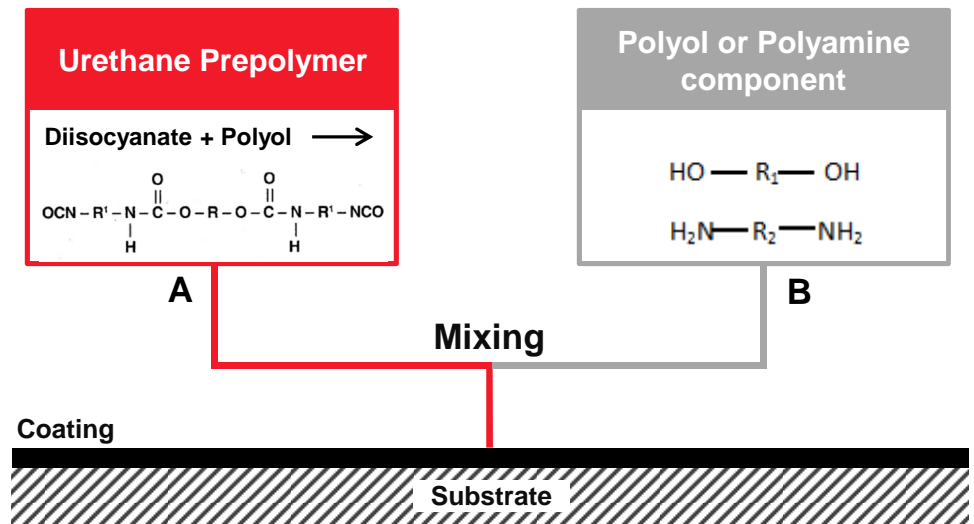 Urethane Prepolymer
Diisocyanate + Polyol ⟶
O O
|| ||
OCN – R¹ – N – C – O – R – O – C – N – R¹ – NCO
| |
H H
A
Polyol or Polyamine
component
HO — R₁ — OH
H₂N — R₂ — NH₂
B
Mixing
Coating
Substrate